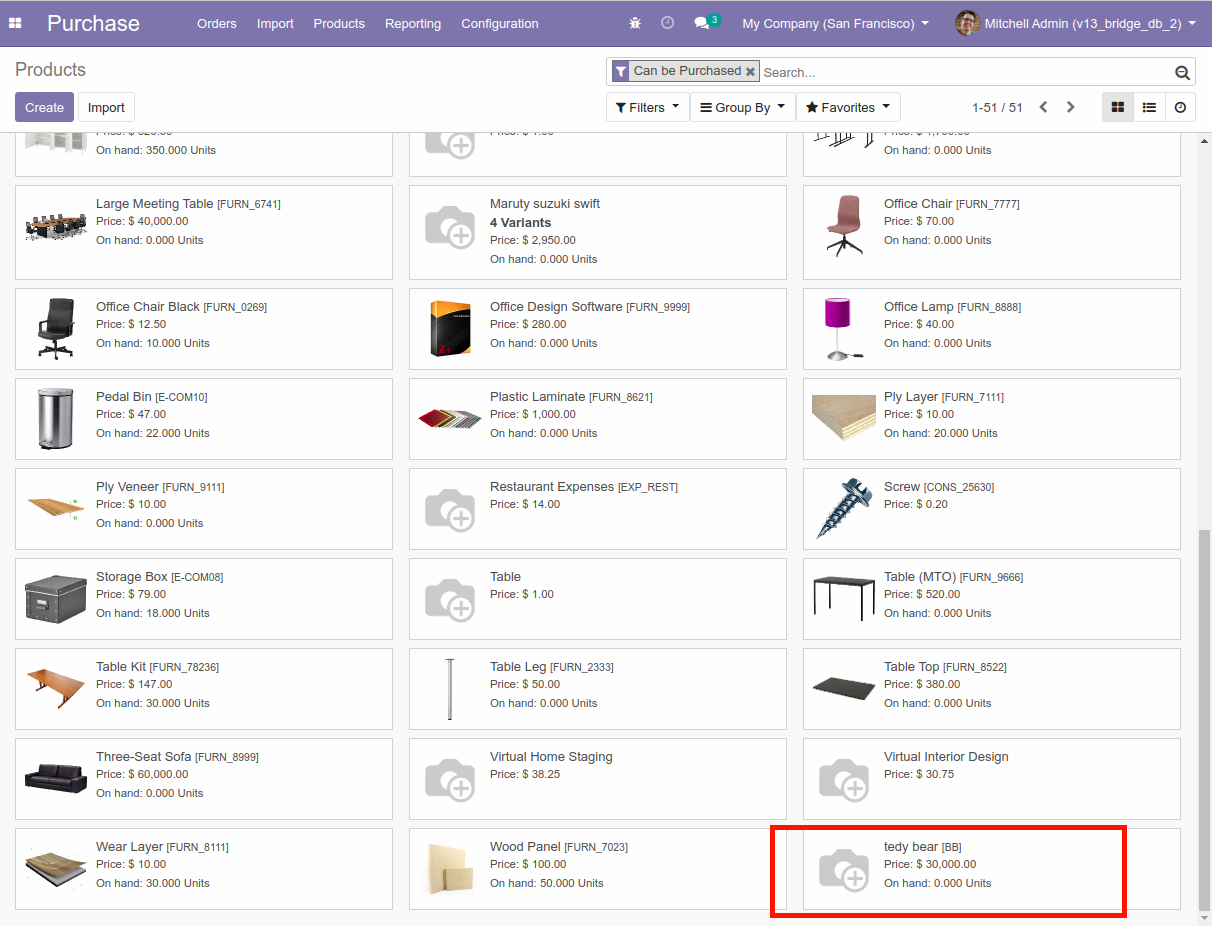 Purchase Orders Import Products Reporting Configuration 3 My Company (San Francisco) Mitchell Admin (v13_bridge_db_2)
Products
Can be Purchased Search...
Create Import Filters Group By Favorites 1-51 / 51
On hand: 350.000 Units
On hand: 0.000 Units
Large Meeting Table [FURN_6741]
Price: $ 40,000.00
On hand: 0.000 Units
Maruty suzuki swift
4 Variants
Price: $ 2,950.00
On hand: 0.000 Units
Office Chair [FURN_7777]
Price: $ 70.00
On hand: 0.000 Units
Office Chair Black [FURN_0269]
Price: $ 12.50
On hand: 10.000 Units
Office Design Software [FURN_9999]
Price: $ 280.00
On hand: 0.000 Units
Office Lamp [FURN_8888]
Price: $ 40.00
On hand: 0.000 Units
Pedal Bin [E-COM10]
Price: $ 47.00
On hand: 22.000 Units
Plastic Laminate [FURN_8621]
Price: $ 1,000.00
On hand: 0.000 Units
Ply Layer [FURN_7111]
Price: $ 10.00
On hand: 20.000 Units
Ply Veneer [FURN_9111]
Price: $ 10.00
On hand: 0.000 Units
Restaurant Expenses [EXP_REST]
Price: $ 14.00
Screw [CONS_25630]
Price: $ 0.20
Storage Box [E-COM08]
Price: $ 79.00
On hand: 18.000 Units
Table
Price: $ 1.00
Table (MTO) [FURN_9666]
Price: $ 520.00
On hand: 0.000 Units
Table Kit [FURN_78236]
Price: $ 147.00
On hand: 30.000 Units
Table Leg [FURN_2333]
Price: $ 50.00
On hand: 0.000 Units
Table Top [FURN_8522]
Price: $ 380.00
On hand: 0.000 Units
Three-Seat Sofa [FURN_8999]
Price: $ 60,000.00
On hand: 0.000 Units
Virtual Home Staging
Price: $ 38.25
Virtual Interior Design
Price: $ 30.75
Wear Layer [FURN_8111]
Price: $ 10.00
On hand: 30.000 Units
Wood Panel [FURN_7023]
Price: $ 100.00
On hand: 50.000 Units
tedy bear [BB]
Price: $ 30,000.00
On hand: 0.000 Units